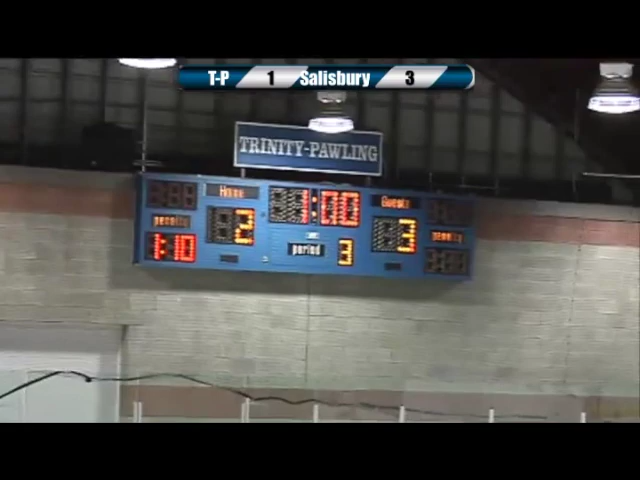 T-P 1 Salisbury 3
TRINITY-PAWLING
Home 1:00 Guests
penalty 2 3 penalty
1:10 period 3